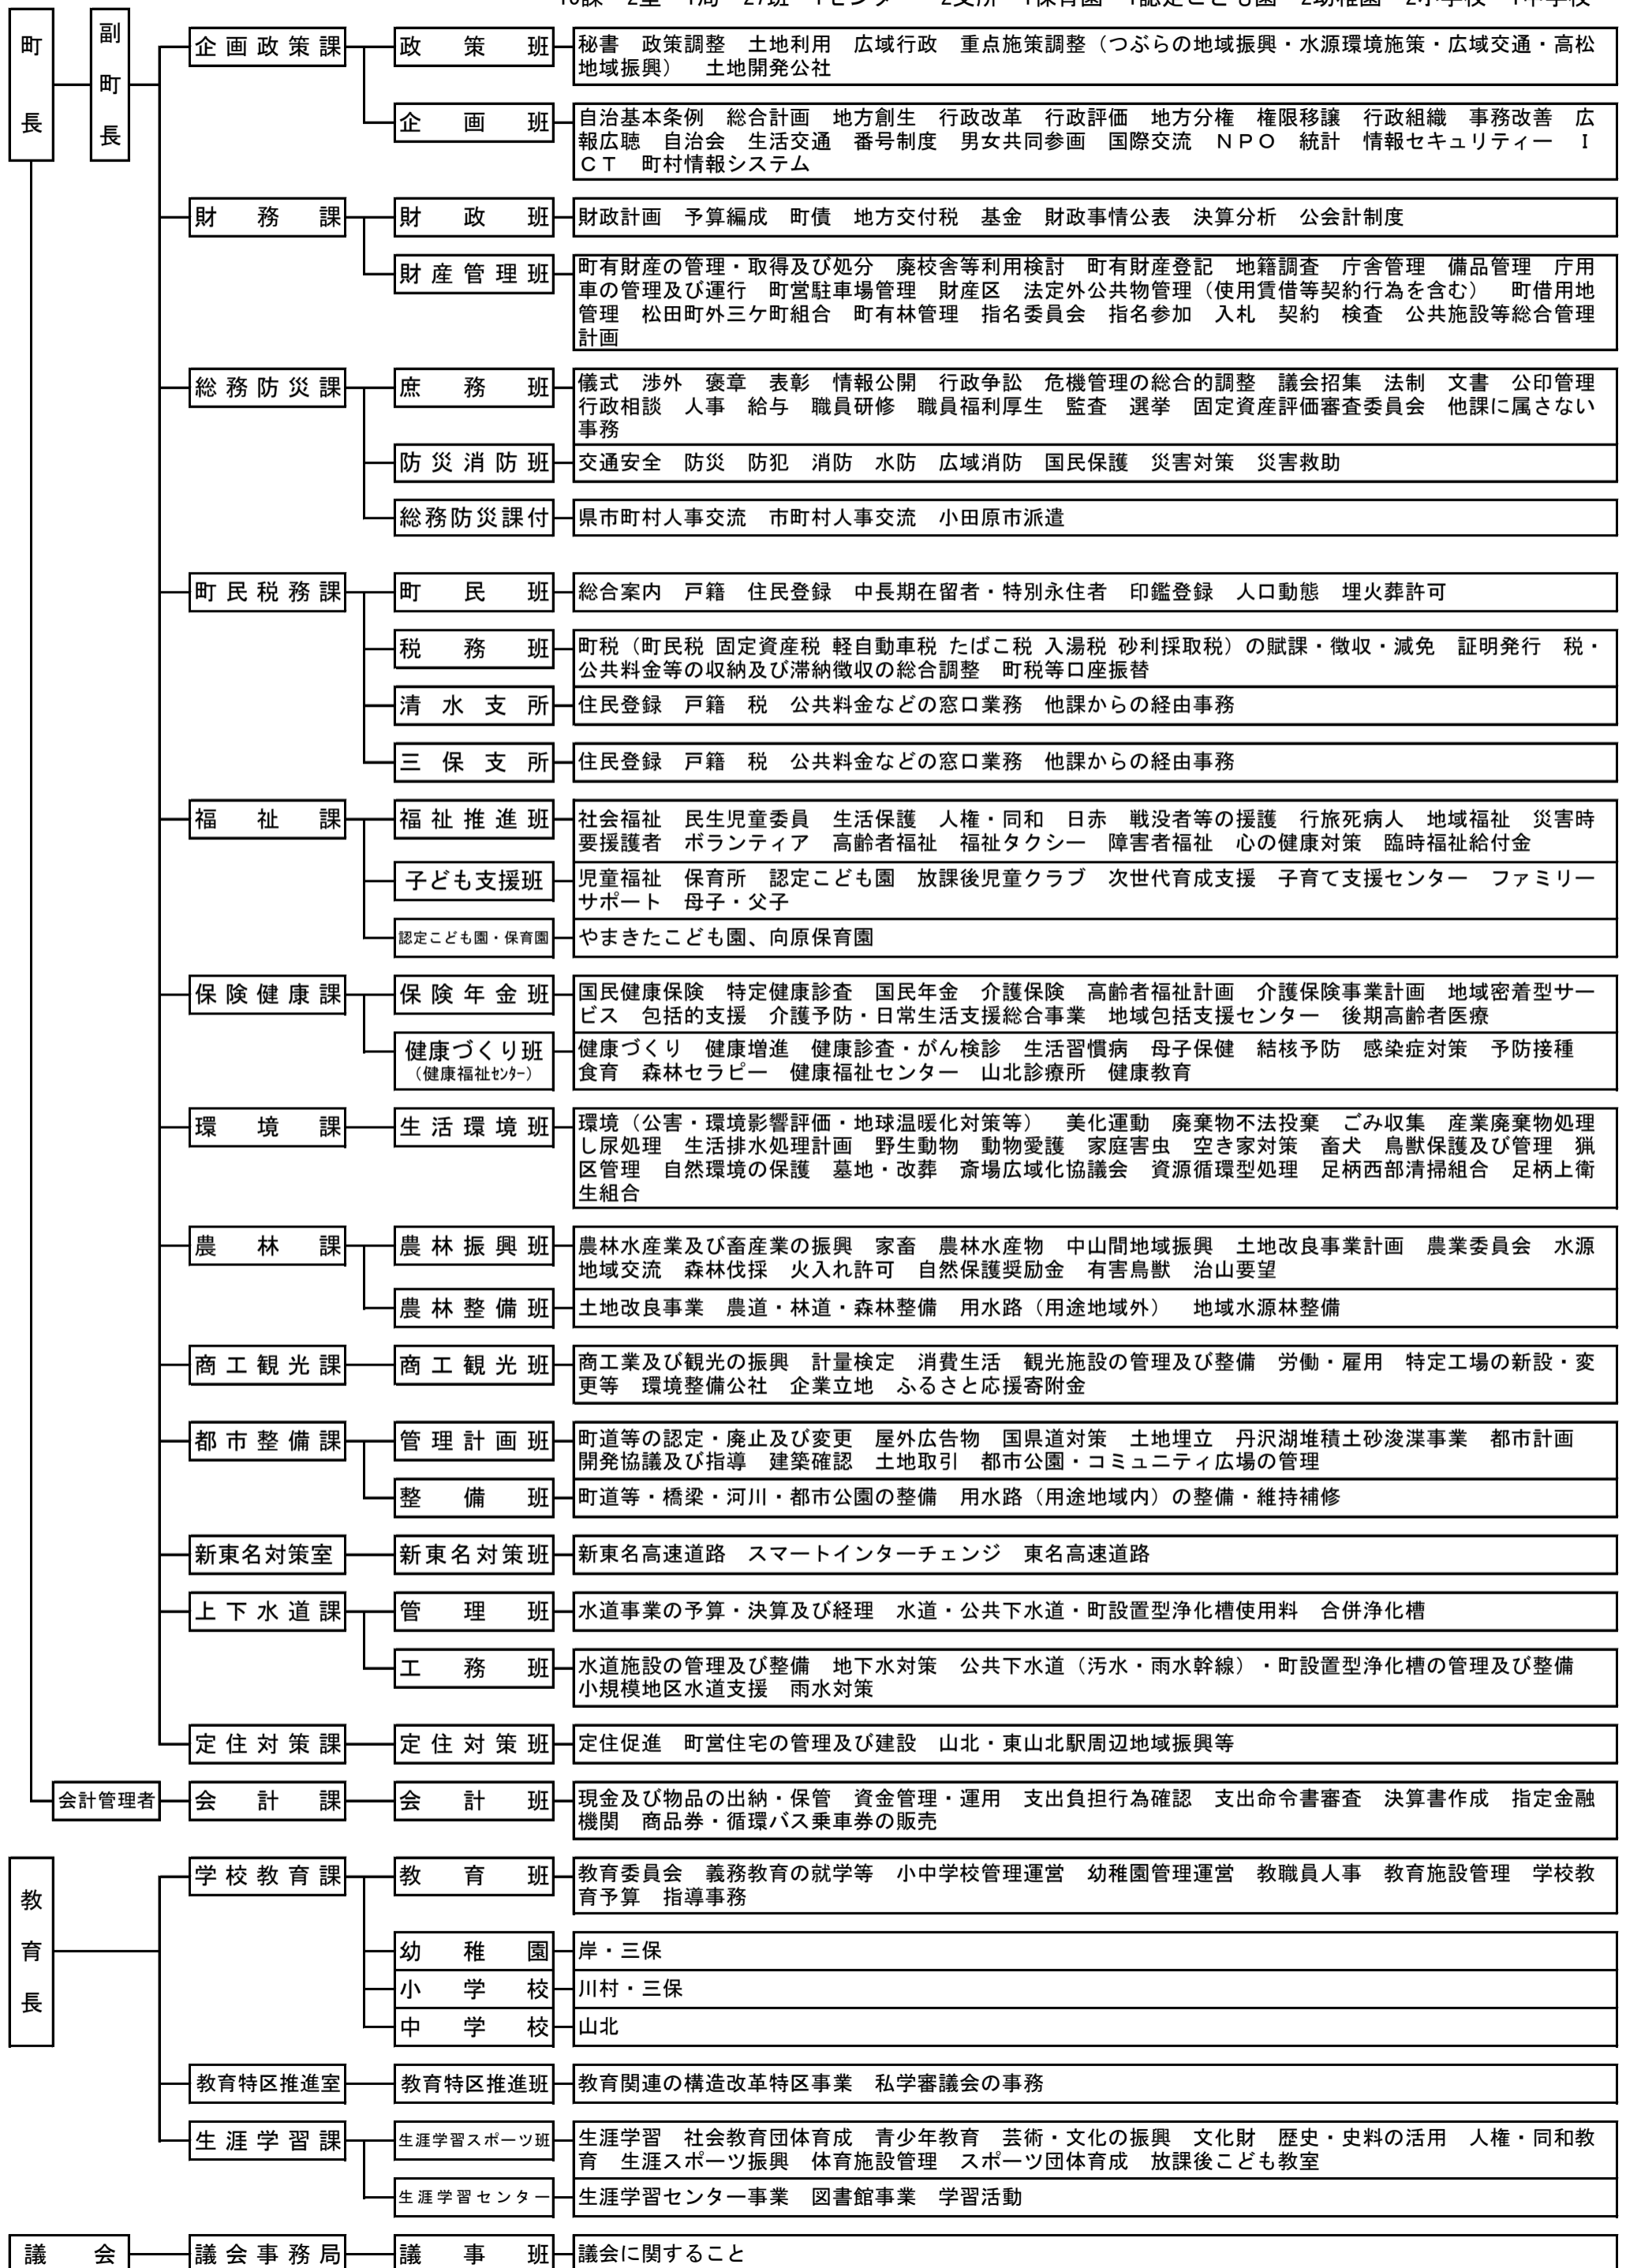 町長
副町長
企画政策課
政策班
秘書　政策調整　土地利用　広域行政　重点施策調整（つぶらの地域振興・水源環境施策・広域交通・高松
地域振興）　土地開発公社
企画班
自治基本条例　総合計画　地方創生　行政改革　行政評価　地方分権　権限移譲　行政組織　事務改善　広
報広聴　自治会　生活交通　番号制度　男女共同参画　国際交流　ＮＰＯ　統計　情報セキュリティー　Ｉ
ＣＴ　町村情報システム
財務課
財政班
財政計画　予算編成　町債　地方交付税　基金　財政事情公表　決算分析　公会計制度
財産管理班
町有財産の管理・取得及び処分　廃校舎等利用検討　町有財産登記　地籍調査　庁舎管理　備品管理　庁用
車の管理及び運行　町営駐車場管理　財産区　法定外公共物管理（使用賃借等契約行為を含む）　町借用地
管理　松田町外三ケ町組合　町有林管理　指名委員会　指名参加　入札　契約　検査　公共施設等総合管理
計画
総務防災課
庶務班
儀式　渉外　褒章　表彰　情報公開　行政争訟　危機管理の総合的調整　議会招集　法制　文書　公印管理
行政相談　人事　給与　職員研修　職員福利厚生　監査　選挙　固定資産評価審査委員会　他課に属さない
事務
防災消防班
交通安全　防災　防犯　消防　水防　広域消防　国民保護　災害対策　災害救助
総務防災課付
県市町村人事交流　市町村人事交流　小田原市派遣
町民税務課
町民班
総合案内　戸籍　住民登録　中長期在留者・特別永住者　印鑑登録　人口動態　埋火葬許可
税務班
町税（町民税 固定資産税 軽自動車税 たばこ税 入湯税 砂利採取税）の賦課・徴収・減免　証明発行　税・
公共料金等の収納及び滞納徴収の総合調整　町税等口座振替
清水支所
住民登録　戸籍　税　公共料金などの窓口業務　他課からの経由事務
三保支所
住民登録　戸籍　税　公共料金などの窓口業務　他課からの経由事務
福祉課
福祉推進班
社会福祉　民生児童委員　生活保護　人権・同和　日赤　戦没者等の援護　行旅死病人　地域福祉　災害時
要援護者　ボランティア　高齢者福祉　福祉タクシー　障害者福祉　心の健康対策　臨時福祉給付金
子ども支援班
児童福祉　保育所　認定こども園　放課後児童クラブ　次世代育成支援　子育て支援センター　ファミリー
サポート　母子・父子
認定こども園・保育園
やまきたこども園、向原保育園
保険健康課
保険年金班
国民健康保険　特定健康診査　国民年金　介護保険　高齢者福祉計画　介護保険事業計画　地域密着型サー
ビス　包括的支援　介護予防・日常生活支援総合事業　地域包括支援センター　後期高齢者医療
健康づくり班
（健康福祉ｾﾝﾀｰ）
健康づくり　健康増進　健康診査・がん検診　生活習慣病　母子保健　結核予防　感染症対策　予防接種
食育　森林セラピー　健康福祉センター　山北診療所　健康教育
環境課
生活環境班
環境（公害・環境影響評価・地球温暖化対策等）　美化運動　廃棄物不法投棄　ごみ収集　産業廃棄物処理
し尿処理　生活排水処理計画　野生動物　動物愛護　家庭害虫　空き家対策　畜犬　鳥獣保護及び管理　猟
区管理　自然環境の保護　墓地・改葬　斎場広域化協議会　資源循環型処理　足柄西部清掃組合　足柄上衛
生組合
農林課
農林振興班
農林水産業及び畜産業の振興　家畜　農林水産物　中山間地域振興　土地改良事業計画　農業委員会　水源
地域交流　森林伐採　火入れ許可　自然保護奨励金　有害鳥獣　治山要望
農林整備班
土地改良事業　農道・林道・森林整備　用水路（用途地域外）　地域水源林整備
商工観光課
商工観光班
商工業及び観光の振興　計量検定　消費生活　観光施設の管理及び整備　労働・雇用　特定工場の新設・変
更等　環境整備公社　企業立地　ふるさと応援寄附金
都市整備課
管理計画班
町道等の認定・廃止及び変更　屋外広告物　国県道対策　土地埋立　丹沢湖堆積土砂浚渫事業　都市計画
開発協議及び指導　建築確認　土地取引　都市公園・コミュニティ広場の管理
整備班
町道等・橋梁・河川・都市公園の整備　用水路（用途地域内）の整備・維持補修
新東名対策室
新東名対策班
新東名高速道路　スマートインターチェンジ　東名高速道路
上下水道課
管理班
水道事業の予算・決算及び経理　水道・公共下水道・町設置型浄化槽使用料　合併浄化槽
工務班
水道施設の管理及び整備　地下水対策　公共下水道（汚水・雨水幹線）・町設置型浄化槽の管理及び整備
小規模地区水道支援　雨水対策
定住対策課
定住対策班
定住促進　町営住宅の管理及び建設　山北・東山北駅周辺地域振興等
会計管理者
会計課
会計班
現金及び物品の出納・保管　資金管理・運用　支出負担行為確認　支出命令書審査　決算書作成　指定金融
機関　商品券・循環バス乗車券の販売
教育長
学校教育課
教育班
教育委員会　義務教育の就学等　小中学校管理運営　幼稚園管理運営　教職員人事　教育施設管理　学校教
育予算　指導事務
幼稚園
岸・三保
小学校
川村・三保
中学校
山北
教育特区推進室
教育特区推進班
教育関連の構造改革特区事業　私学審議会の事務
生涯学習課
生涯学習スポーツ班
生涯学習　社会教育団体育成　青少年教育　芸術・文化の振興　文化財　歴史・史料の活用　人権・同和教
育　生涯スポーツ振興　体育施設管理　スポーツ団体育成　放課後こども教室
生涯学習センター
生涯学習センター事業　図書館事業　学習活動
議会
議会事務局
議事班
議会に関すること